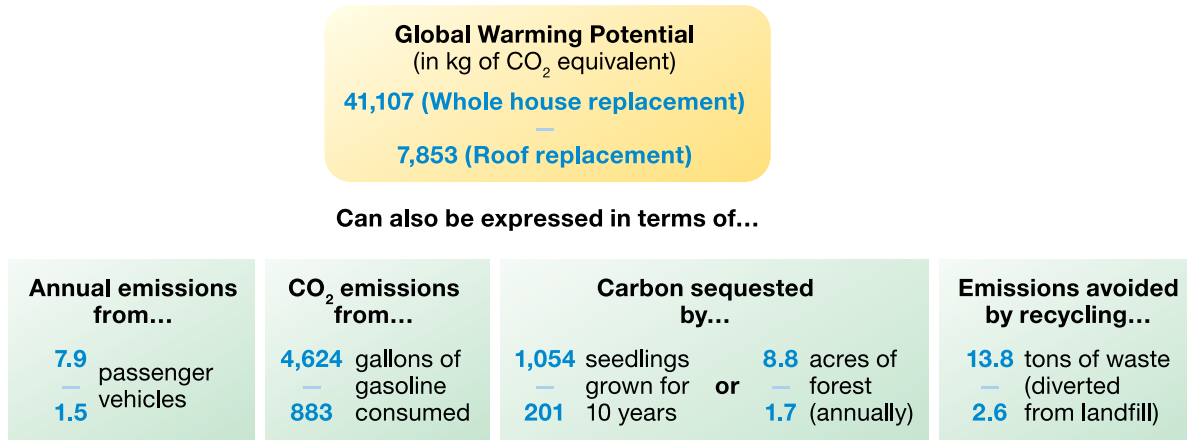 Global Warming Potential
(in kg of CO₂ equivalent)
41,107 (Whole house replacement)
—
7,853 (Roof replacement)
Can also be expressed in terms of…
Annual emissions
from…
7.9
—
1.5
passenger
vehicles
CO₂ emissions
from…
4,624 gallons of
— gasoline
883 consumed
Carbon sequested
by…
1,054 seedlings
— grown for
201 10 years
or
8.8 acres of
— forest
1.7 (annually)
Emissions avoided
by recycling…
13.8 tons of waste
— (diverted
2.6 from landfill)